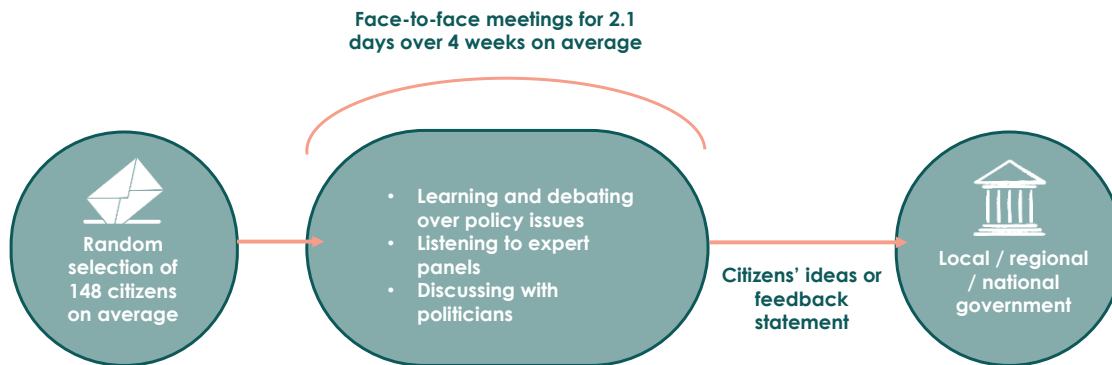 Face-to-face meetings for 2.1
days over 4 weeks on average
Random
selection of
148 citizens
on average
• Learning and debating
over policy issues
• Listening to expert
panels
• Discussing with
politicians
Citizens' ideas or
feedback
statement
Local / regional
/ national
government